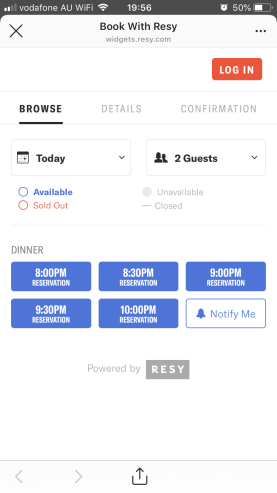 vodafone AU WiFi 19:56 50%
Book With Resy
widgets.resy.com
LOG IN
BROWSE DETAILS CONFIRMATION
Today 2 Guests
Available Unavailable
Sold Out Closed
DINNER
8:00PM 8:30PM 9:00PM
RESERVATION RESERVATION RESERVATION
9:30PM 10:00PM Notify Me
RESERVATION RESERVATION
Powered by RESY